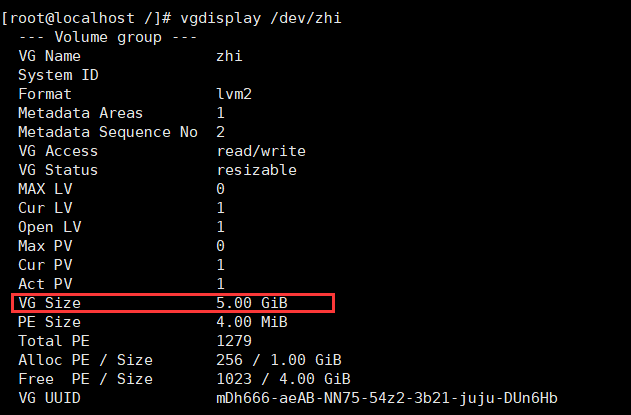 [root@localhost /]# vgdisplay /dev/zhi
--- Volume group ---
VG Name zhi
System ID
Format lvm2
Metadata Areas 1
Metadata Sequence No 2
VG Access read/write
VG Status resizable
MAX LV 0
Cur LV 1
Open LV 1
Max PV 0
Cur PV 1
Act PV 1
VG Size 5.00 GiB
PE Size 4.00 MiB
Total PE 1279
Alloc PE / Size 256 / 1.00 GiB
Free PE / Size 1023 / 4.00 GiB
VG UUID mDh666-aeAB-NN75-54z2-3b21-juju-DUn6Hb